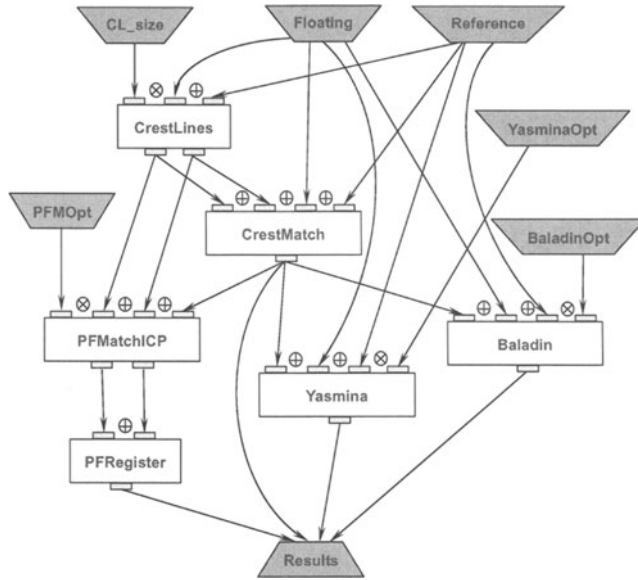 CL_size
Floating
Reference
CrestLines
YasminaOpt
PFMOpt
CrestMatch
BaladinOpt
PFMatchICP
Baladin
Yasmina
PFRegister
Results